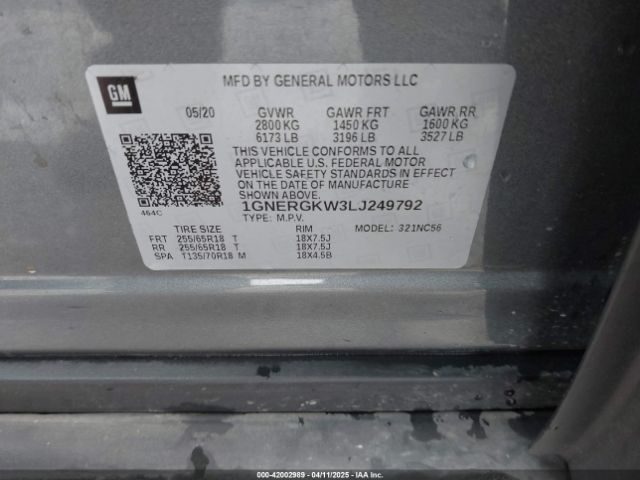 GM
MFD BY GENERAL MOTORS LLC
05/20 GVWR GAWR FRT GAWR RR
2800 KG 1450 KG 1600 KG
6173 LB 3196 LB 3527 LB
THIS VEHICLE CONFORMS TO ALL
APPLICABLE U.S. FEDERAL MOTOR
VEHICLE SAFETY STANDARDS IN EFFECT
ON THE DATE OF MANUFACTURE
SHOWN ABOVE.
1GNERGKW3LJ249792
464C TYPE: M.P.V. MODEL: 321NC56
TIRE SIZE RIM
FRT 255/65R18 T 18X7.5J
RR 255/65R18 T 18X7.5J
SPA T135/70R18 M 18X4.5B
000-42002989 04/11/2025 - IAA Inc.